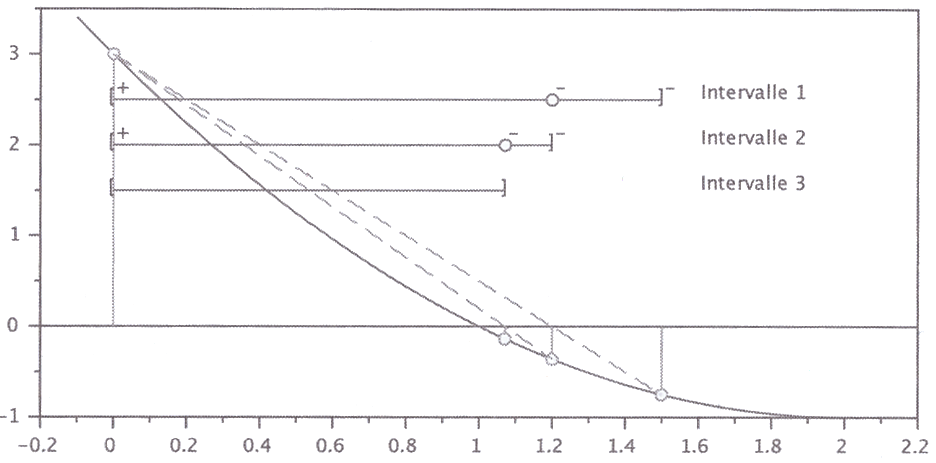 3
+ - - Intervalle 1
2
+ - - Intervalle 2
Intervalle 3
1
0
-1
-0.2 0 0.2 0.4 0.6 0.8 1 1.2 1.4 1.6 1.8 2 2.2